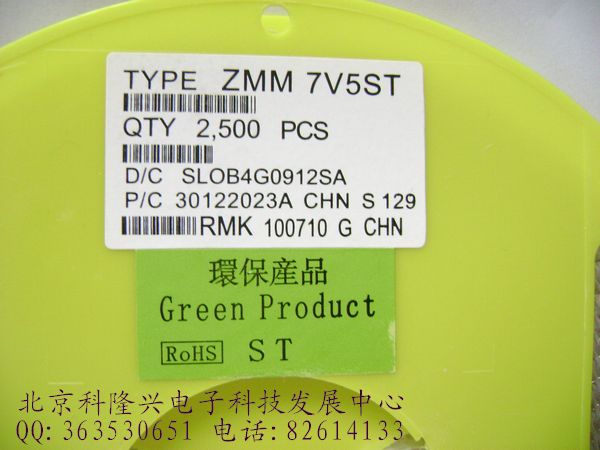 TYPE ZMM 7V5ST
QTY 2,500 PCS
D/C SLOB4G0912SA
P/C 30122023A CHN S 129
RMK 100710 G CHN
環保産品
Green Product
RoHS ST
北京科隆兴电子科技发展中心
QQ:363530651 电话:82614133